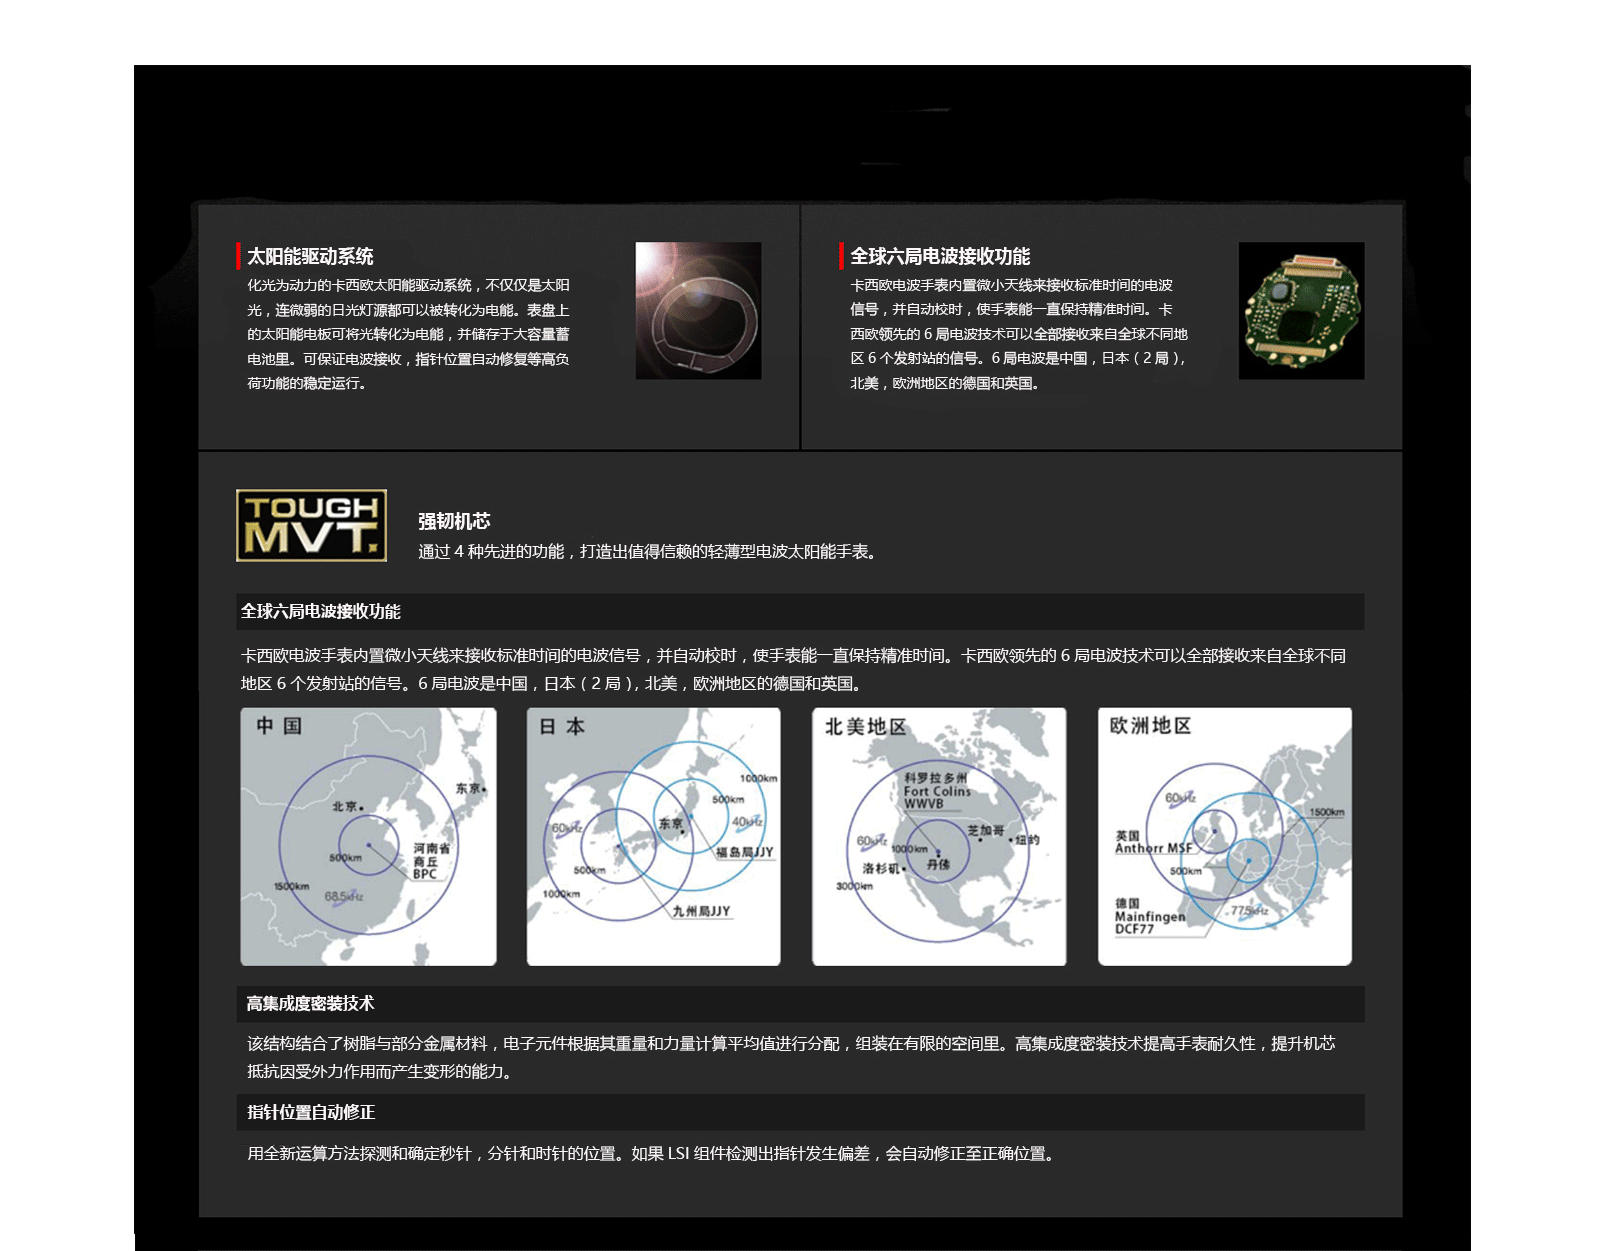 太阳能驱动系统
化光为动力的卡西欧太阳能驱动系统，不仅仅是太阳
光，连微弱的日光灯源都可以被转化为电能。表盘上
的太阳能电板可将光转化为电能，并储存于大容量蓄
电池里。可保证电波接收，指针位置自动修复等高负
荷功能的稳定运行。
全球六局电波接收功能
卡西欧电波手表内置微小天线来接收标准时间的电波
信号，并自动校时，使手表能一直保持精准时间。卡
西欧领先的 6 局电波技术可以全部接收来自全球不同地
区 6 个发射站的信号。6 局电波是中国，日本（2 局），
北美，欧洲地区的德国和英国。
TOUGH
MVT.
强韧机芯
通过 4 种先进的功能，打造出值得信赖的轻薄型电波太阳能手表。
全球六局电波接收功能
卡西欧电波手表内置微小天线来接收标准时间的电波信号，并自动校时，使手表能一直保持精准时间。卡西欧领先的 6 局电波技术可以全部接收来自全球不同
地区 6 个发射站的信号。6 局电波是中国，日本（2 局），北美，欧洲地区的德国和英国。
中国
东京
北京
河南省
商丘
BPC
500km
1500km
68.5kHz
日本
1000km
500km
40kHz
60kHz
东京
福岛局JJY
500km
1000km
九州局JJY
北美地区
科罗拉多州
Fort Colins
WWVB
芝加哥
纽约
60kHz
1000km
丹佛
洛杉矶
3000km
欧洲地区
60kHz
1500km
英国
Anthorr MSF
500km
德国
Mainfingen
DCF77
77.5kHz
高集成度密装技术
该结构结合了树脂与部分金属材料，电子元件根据其重量和力量计算平均值进行分配，组装在有限的空间里。高集成度密装技术提高手表耐久性，提升机芯
抵抗因受外力作用而产生变形的能力。
指针位置自动修正
用全新运算方法探测和确定秒针，分针和时针的位置。如果 LSI 组件检测出指针发生偏差，会自动修正至正确位置。